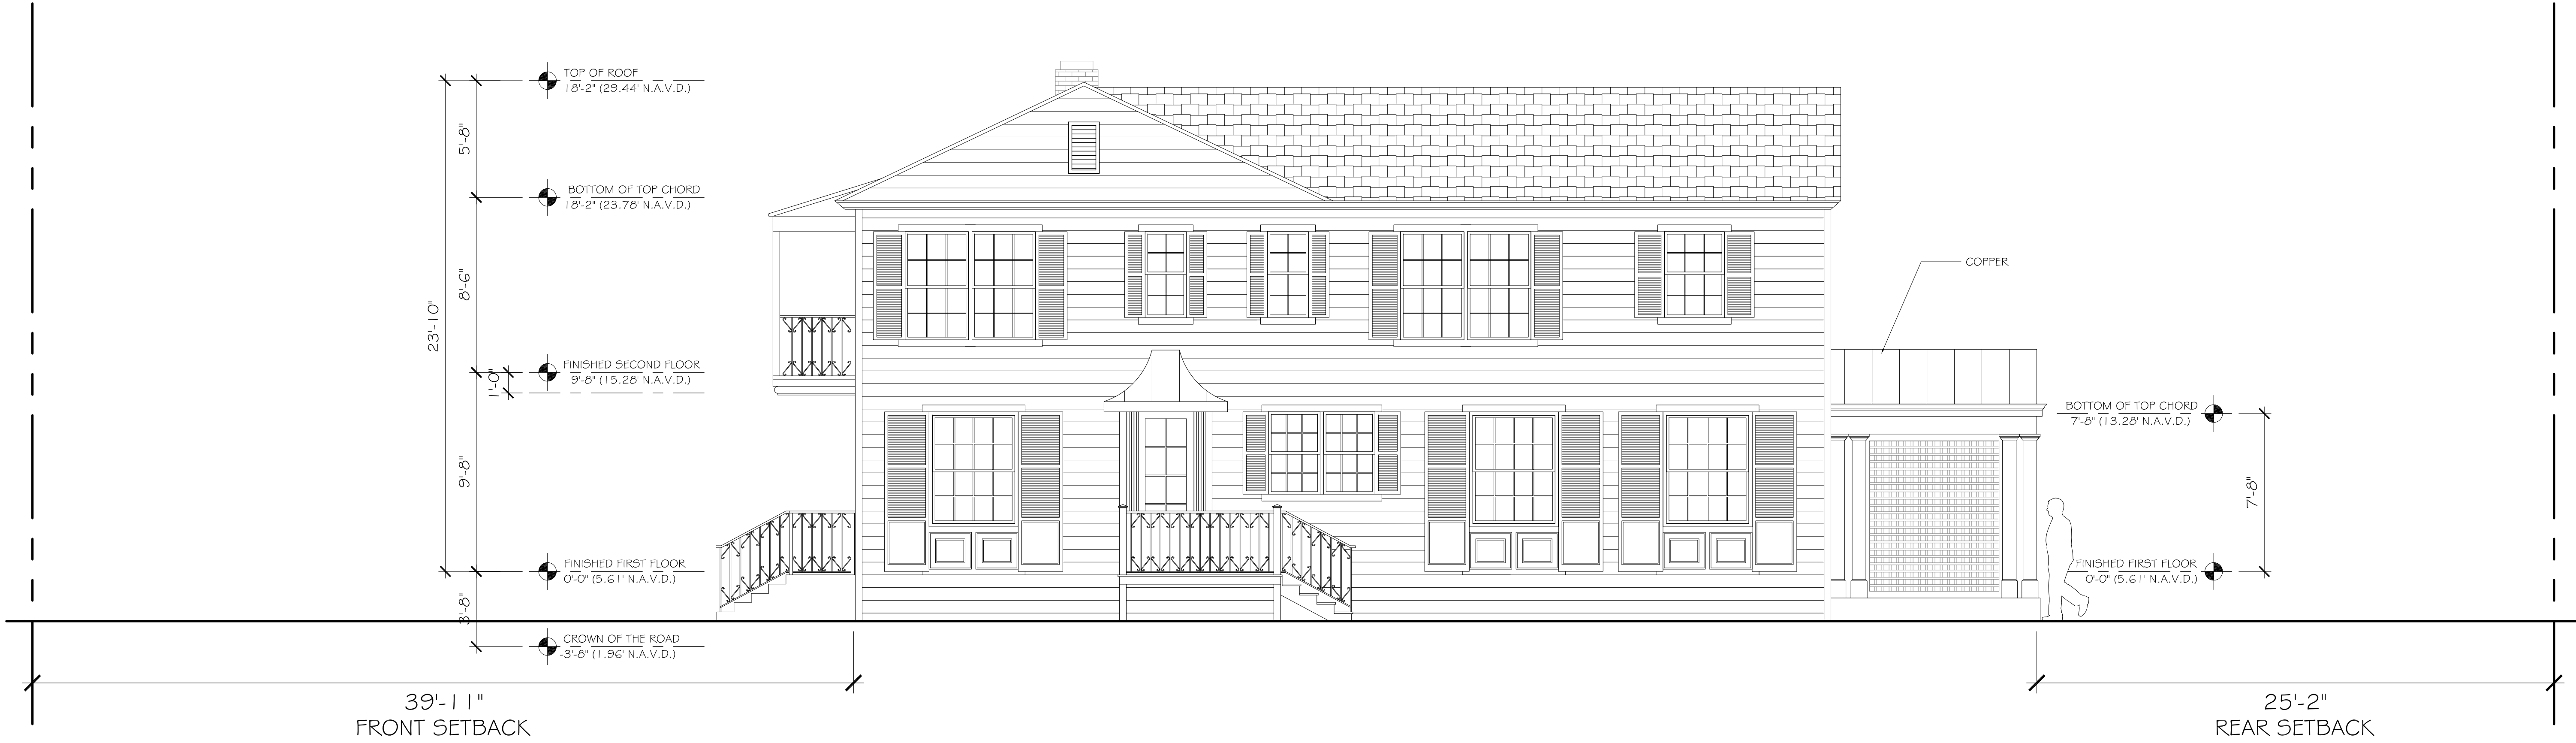 TOP OF ROOF
18'-2" (29.44' N.A.V.D.)
5'-8"
BOTTOM OF TOP CHORD
18'-2" (23.78' N.A.V.D.)
8'-6"
23'-10"
COPPER
FINISHED SECOND FLOOR
9'-8" (15.28' N.A.V.D.)
1'-0"
BOTTOM OF TOP CHORD
7'-8" (13.28' N.A.V.D.)
9'-8"
7'-8"
FINISHED FIRST FLOOR
0'-0" (5.61' N.A.V.D.)
FINISHED FIRST FLOOR
0'-0" (5.61' N.A.V.D.)
3'-8"
CROWN OF THE ROAD
-3'-8" (1.96' N.A.V.D.)
39'-11"
FRONT SETBACK
25'-2"
REAR SETBACK